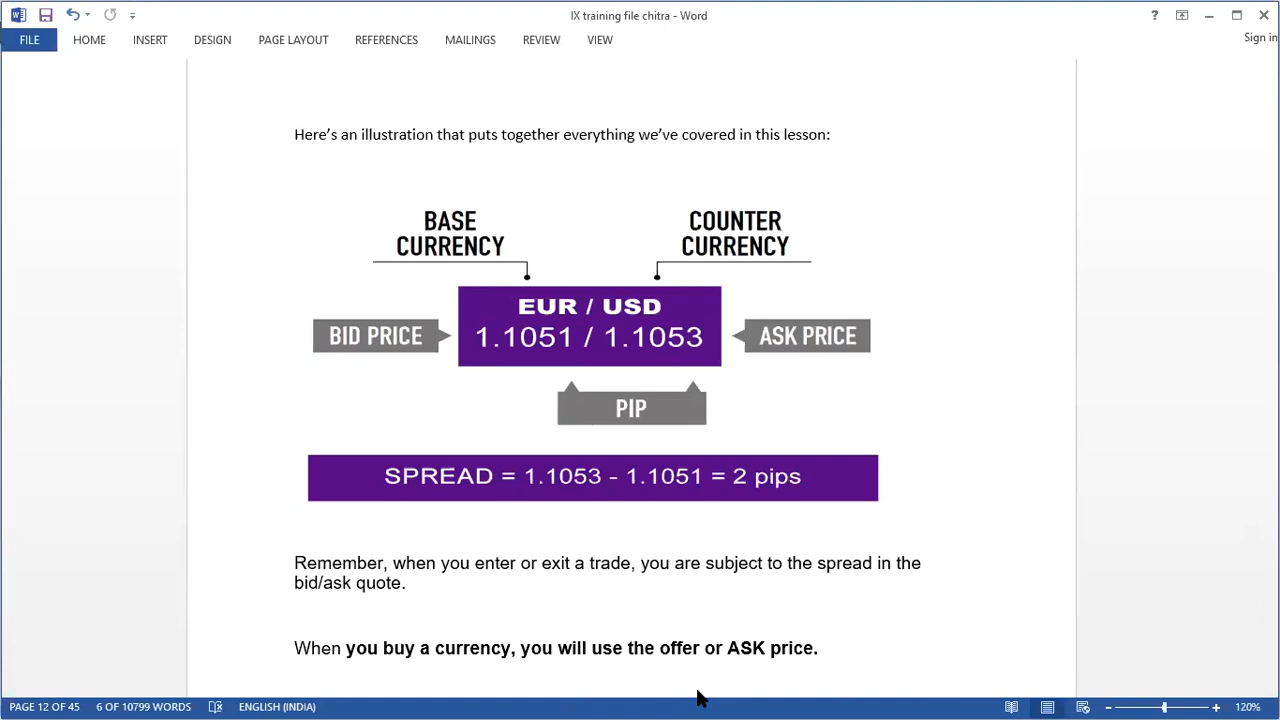 IX training file chitra - Word
?
Sign in
FILE HOME INSERT DESIGN PAGE LAYOUT REFERENCES MAILINGS REVIEW VIEW
Here's an illustration that puts together everything we've covered in this lesson:
BASE
CURRENCY
COUNTER
CURRENCY
EUR / USD
BID PRICE
1.1051 / 1.1053
ASK PRICE
PIP
SPREAD = 1.1053 - 1.1051 = 2 pips
Remember, when you enter or exit a trade, you are subject to the spread in the
bid/ask quote.
When you buy a currency, you will use the offer or ASK price.
PAGE 12 OF 45 6 OF 10799 WORDS ENGLISH (INDIA) 120%